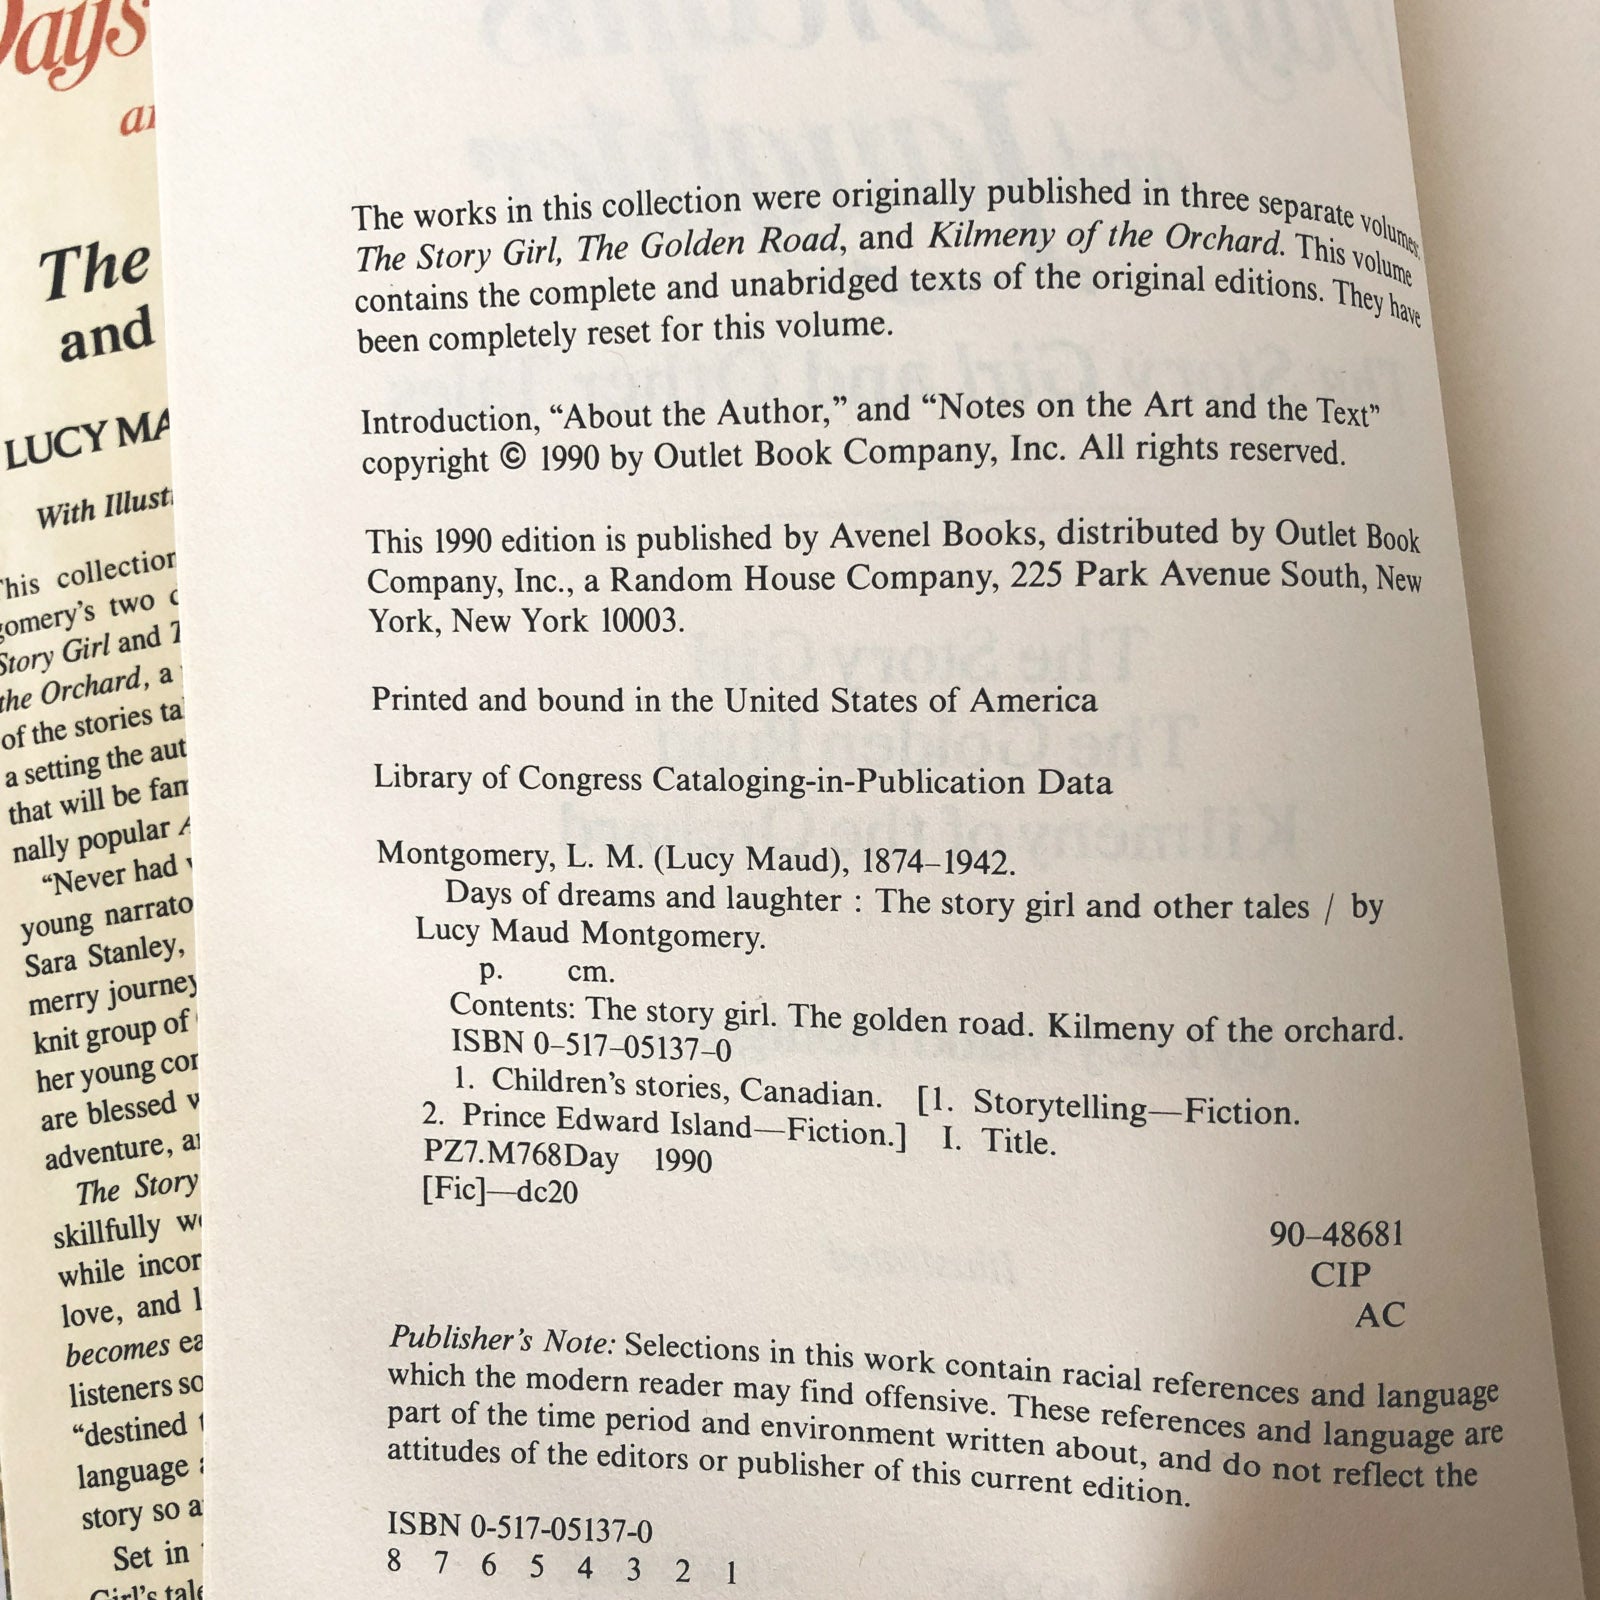 Days
The
and
LUCY MA
With Illust
This collection
gomery's two
Story Girl and
the Orchard, a
of the stories ta
a setting the aut
that will be fam
nally popular
"Never had
young narrato
Sara Stanley,
merry journey
knit group of
her young con
are blessed
adventure, a
The Story
skillfully w
while incor
love, and l
becomes ea
listeners so
"destined
language
story so a
Set in
Girl's tale
The works in this collection were originally published in three separate volumes,
The Story Girl, The Golden Road, and Kilmeny of the Orchard. This volume
contains the complete and unabridged texts of the original editions. They have
been completely reset for this volume.
Introduction, “About the Author,” and “Notes on the Art and the Text”
copyright © 1990 by Outlet Book Company, Inc. All rights reserved.
This 1990 edition is published by Avenel Books, distributed by Outlet Book
Company, Inc., a Random House Company, 225 Park Avenue South, New
York, New York 10003.
Printed and bound in the United States of America
Library of Congress Cataloging-in-Publication Data
Montgomery, L. M. (Lucy Maud), 1874–1942.
Days of dreams and laughter : The story girl and other tales / by
Lucy Maud Montgomery.
p. cm.
Contents: The story girl. The golden road. Kilmeny of the orchard.
ISBN 0–517–05137–0
1. Children's stories, Canadian. [1. Storytelling—Fiction.
2. Prince Edward Island—Fiction.] I. Title.
PZ7.M768Day 1990
[Fic]—dc20
90–48681
CIP
AC
Publisher's Note: Selections in this work contain racial references and language
which the modern reader may find offensive. These references and language are
part of the time period and environment written about, and do not reflect the
attitudes of the editors or publisher of this current edition.
ISBN 0-517-05137-0
8 7 6 5 4 3 2 1